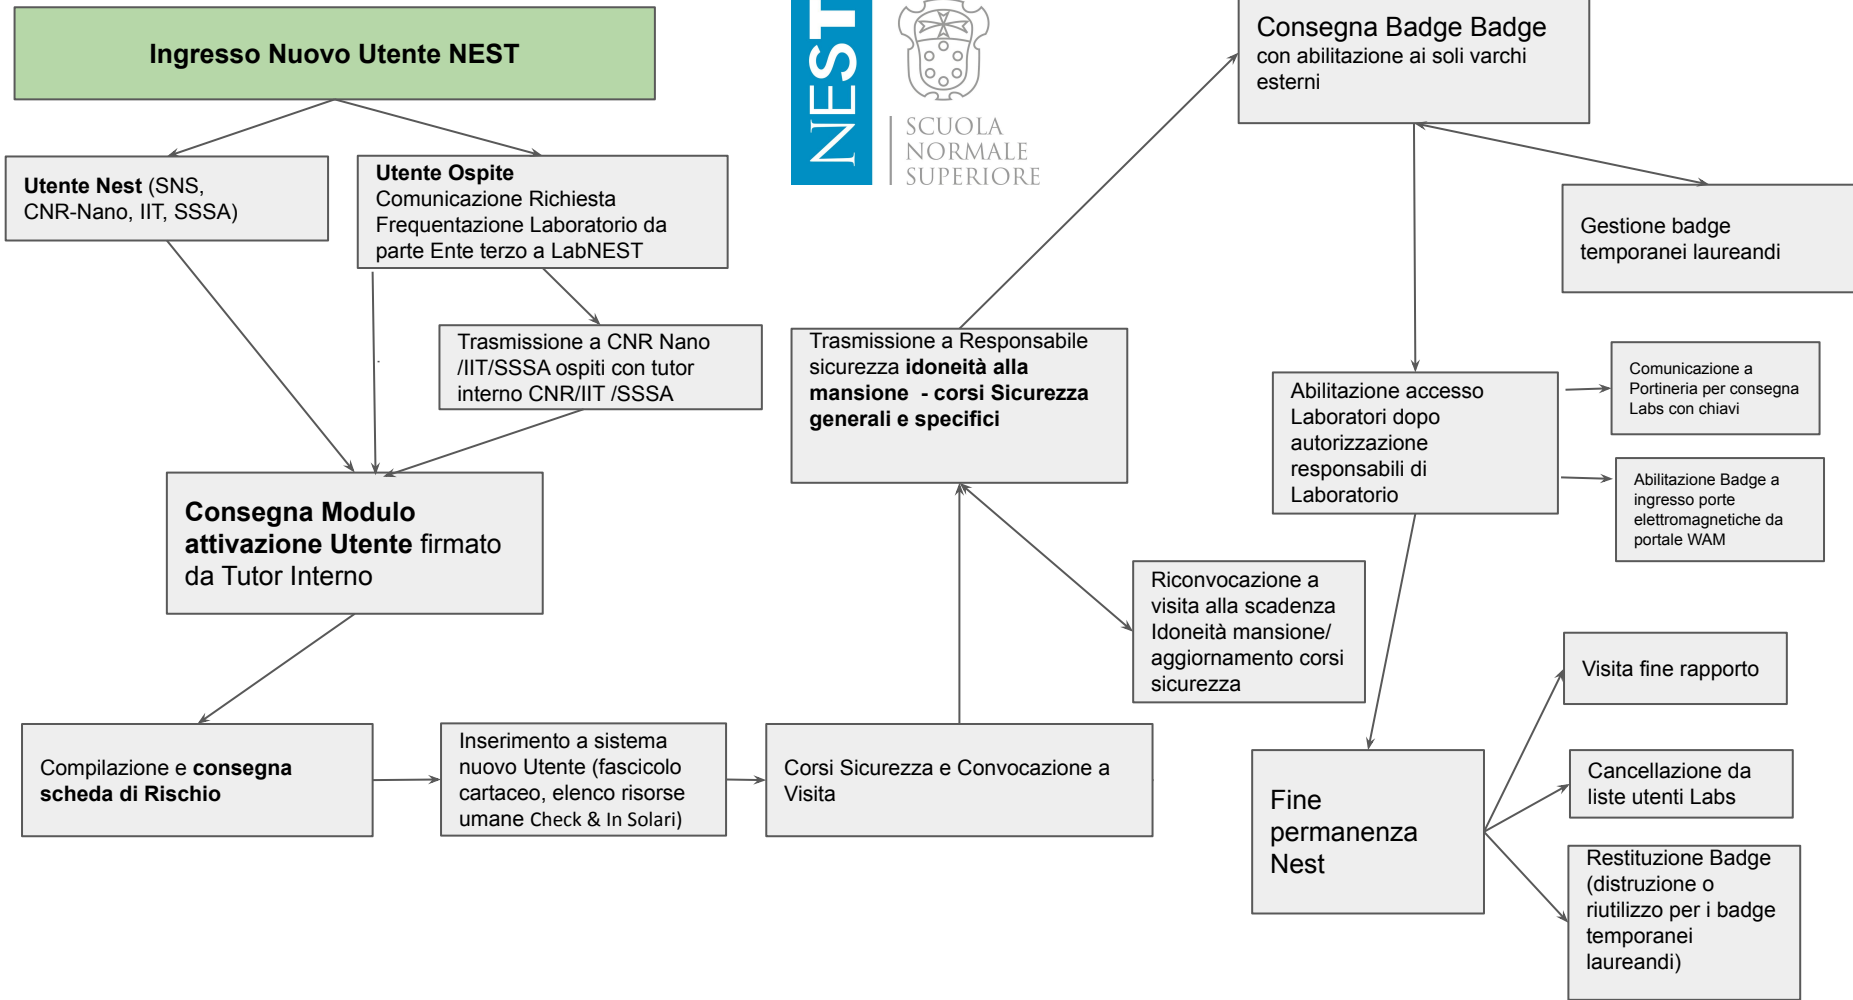 Ingresso Nuovo Utente NEST
NEST
SCUOLA
NORMALE
SUPERIORE
Utente Nest (SNS,
CNR-Nano, IIT, SSSA)
Utente Ospite
Comunicazione Richiesta
Frequentazione Laboratorio da
parte Ente terzo a LabNEST
Trasmissione a CNR Nano
/IIT/SSSA ospiti con tutor
interno CNR/IIT /SSSA
Consegna Modulo
attivazione Utente firmato
da Tutor Interno
Compilazione e consegna
scheda di Rischio
Inserimento a sistema
nuovo Utente (fascicolo
cartaceo, elenco risorse
umane Check & In Solari)
Corsi Sicurezza e Convocazione a
Visita
Trasmissione a Responsabile
sicurezza idoneità alla
mansione - corsi Sicurezza
generali e specifici
Riconvocazione a
visita alla scadenza
Idoneità mansione/
aggiornamento corsi
sicurezza
Consegna Badge Badge
con abilitazione ai soli varchi
esterni
Gestione badge
temporanei laureandi
Abilitazione accesso
Laboratori dopo
autorizzazione
responsabili di
Laboratorio
Comunicazione a
Portineria per consegna
Labs con chiavi
Abilitazione Badge a
ingresso porte
elettromagnetiche da
portale WAM
Fine
permanenza
Nest
Visita fine rapporto
Cancellazione da
liste utenti Labs
Restituzione Badge
(distruzione o
riutilizzo per i badge
temporanei
laureandi)